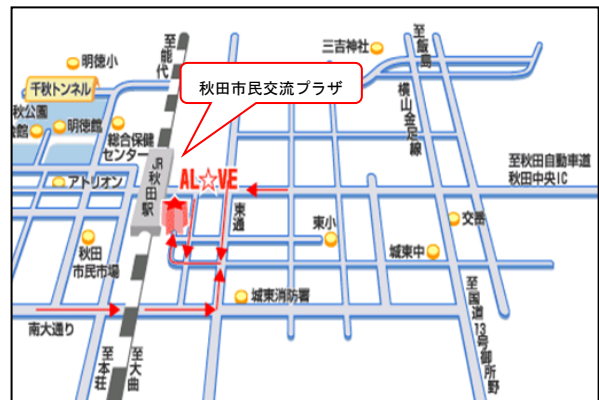 至能代
明徳小
千秋トンネル
秋公園
会館
明徳館
総合保健
センター
アトリオン
秋田
市民市場
南大通り
JR秋田駅
秋田市民交流プラザ
AL☆VE
東通
三吉神社
至飯島
横山金足線
至秋田自動車道
秋田中央IC
東小
交番
城東中
城東消防署
至国道13号御所野
至本荘
至大曲